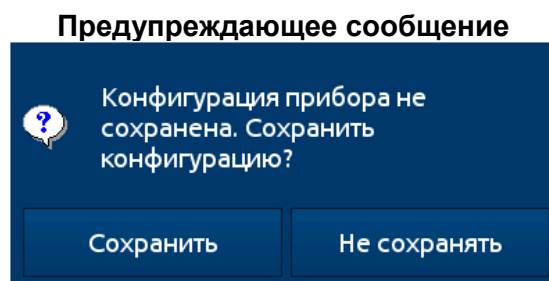 Предупреждающее сообщение
Конфигурация прибора не
сохранена. Сохранить
конфигурацию?
Сохранить Не сохранять